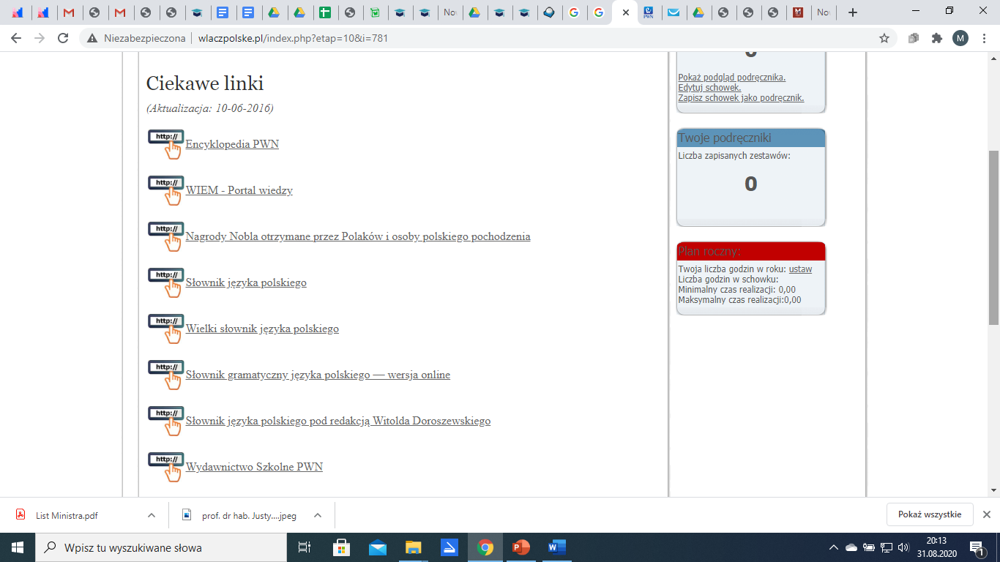 Nov
Nov
Niezabezpieczona
wlaczpolske.pl/index.php?etap=10&i=781
M
Ciekawe linki
(Aktualizacja: 10-06-2016)
http:// Encyklopedia PWN
http:// WIEM - Portal wiedzy
http:// Nagrody Nobla otrzymane przez Polaków i osoby polskiego pochodzenia
http:// Słownik języka polskiego
http:// Wielki słownik języka polskiego
http:// Słownik gramatyczny języka polskiego — wersja online
http:// Słownik języka polskiego pod redakcją Witolda Doroszewskiego
http:// Wydawnictwo Szkolne PWN
Pokaż podgląd podręcznika.
Edytuj schowek.
Zapisz schowek jako podręcznik.
Twoje podręczniki
Liczba zapisanych zestawów:
0
Plan roczny:
Twoja liczba godzin w roku: ustaw
Liczba godzin w schowku:
Minimalny czas realizacji: 0,00
Maksymalny czas realizacji:0,00
List Ministra.pdf
prof. dr hab. Justy....jpeg
Pokaż wszystkie
Wpisz tu wyszukiwane słowa
20:13
31.08.2020
1